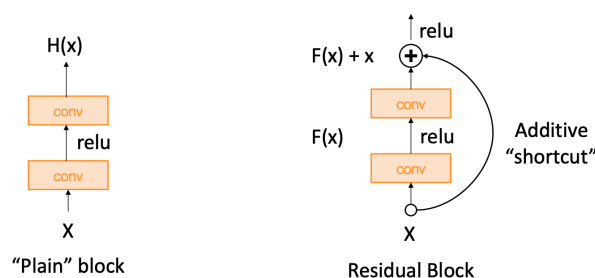 H(x)
conv
relu
conv
X
"Plain" block
relu
F(x) + x
+
conv
F(x)
relu
conv
X
Additive
"shortcut"
Residual Block